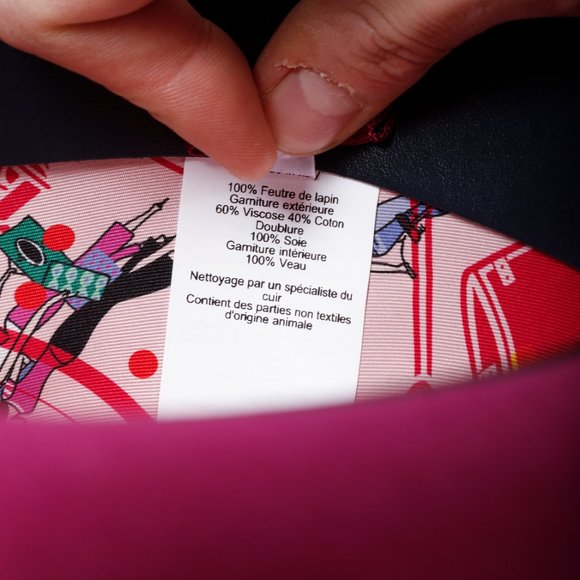 100% Feutre de lapin
Garniture extérieure
60% Viscose 40% Coton
Doublure
100% Soie
Garniture intérieure
100% Veau
Nettoyage par un spécialiste du
cuir
Contient des parties non textiles
d'origine animale